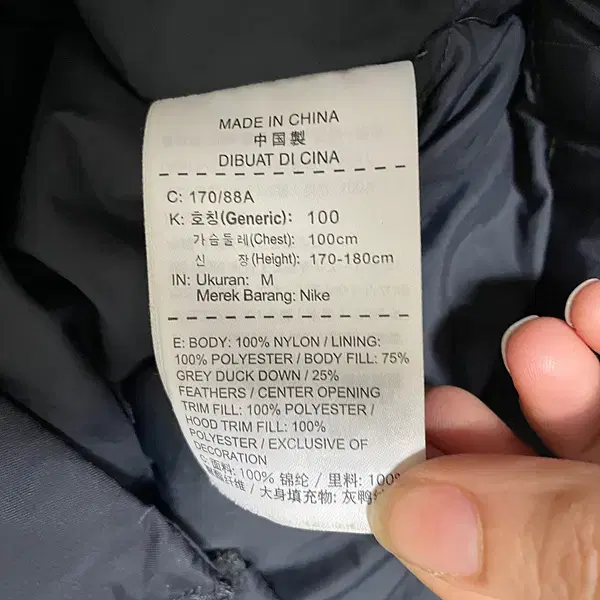 MADE IN CHINA
中国製
DIBUAT DI CINA
C: 170/88A
K: 호칭(Generic): 100
가슴둘레(Chest): 100cm
신 장(Height): 170-180cm
IN: Ukuran: M
Merek Barang: Nike
E: BODY: 100% NYLON / LINING:
100% POLYESTER / BODY FILL: 75%
GREY DUCK DOWN / 25%
FEATHERS / CENTER OPENING
TRIM FILL: 100% POLYESTER /
HOOD TRIM FILL: 100%
POLYESTER / EXCLUSIVE OF
DECORATION
C: 面料: 100% 锦纶 / 里料: 100%
纤维 / 大身填充物: 灰鸭